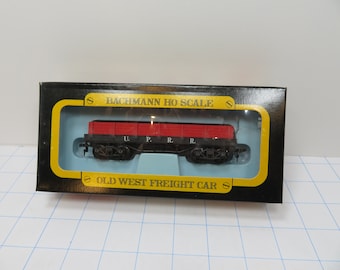 BACHMANN HO SCALE
U. P. R. R.
OLD WEST FREIGHT CAR